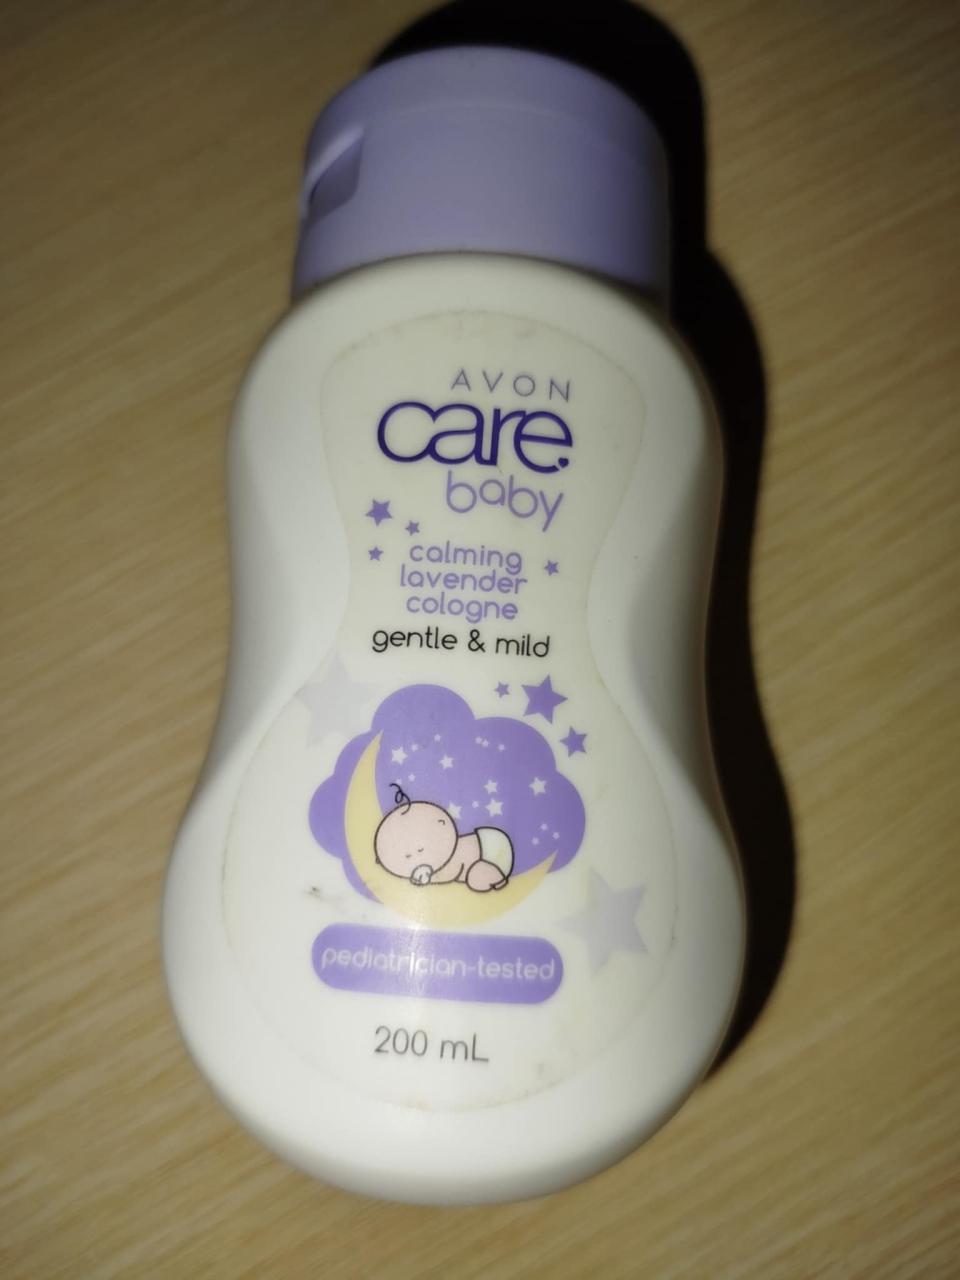 AVON
care
baby
calming
lavender
cologne
gentle & mild
pediatrician-tested
200 mL